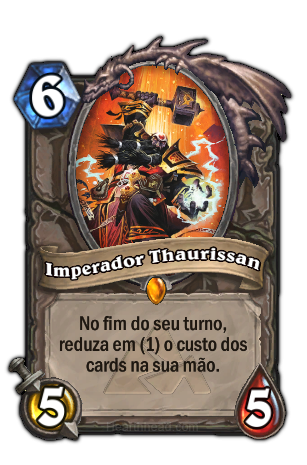 6
Imperador Thaurissan
No fim do seu turno,
reduza em (1) o custo dos
cards na sua mão.
5
5